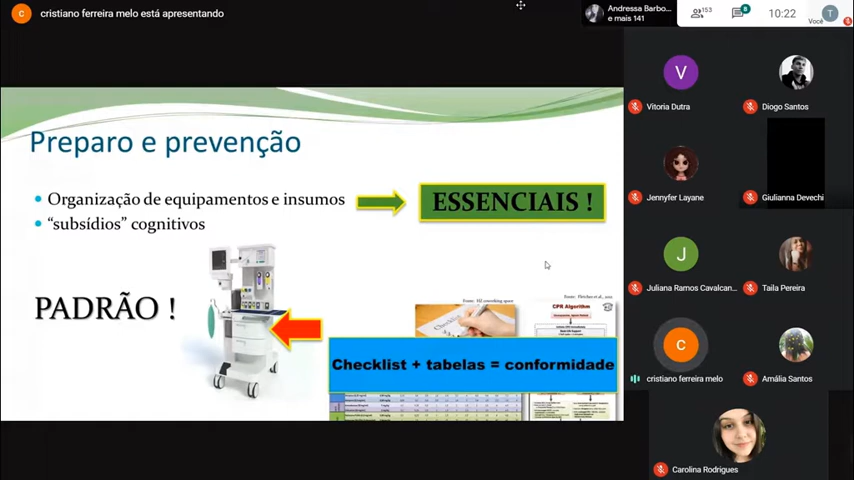 c
cristiano ferreira melo está apresentando
Andressa Barbo...
e mais 141
153
8
10:22
T
Você
Preparo e prevenção
Organização de equipamentos e insumos
ESSENCIAIS !
“subsídios” cognitivos
PADRÃO !
CPR Algorithm
Checklist
Checklist + tabelas = conformidade
V
Vitoria Dutra
Diogo Santos
Jennyfer Layane
Giulianna Devechi
J
Juliana Ramos Cavalcan...
Taila Pereira
c
cristiano ferreira melo
Amália Santos
Carolina Rodrigues